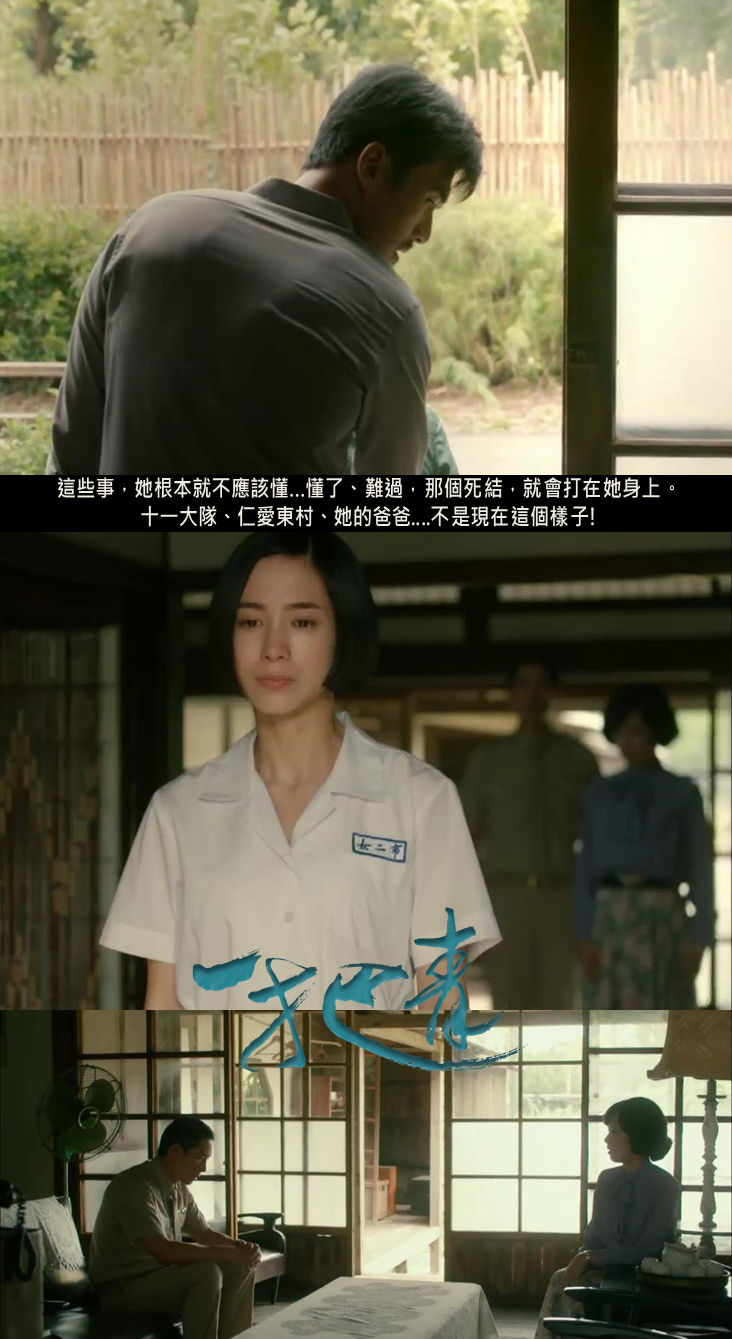 這些事，她根本就不應該懂...懂了、難過，那個死結，就會打在她身上。
十一大隊、仁愛東村、她的爸爸....不是現在這個樣子!
市二女
一把青